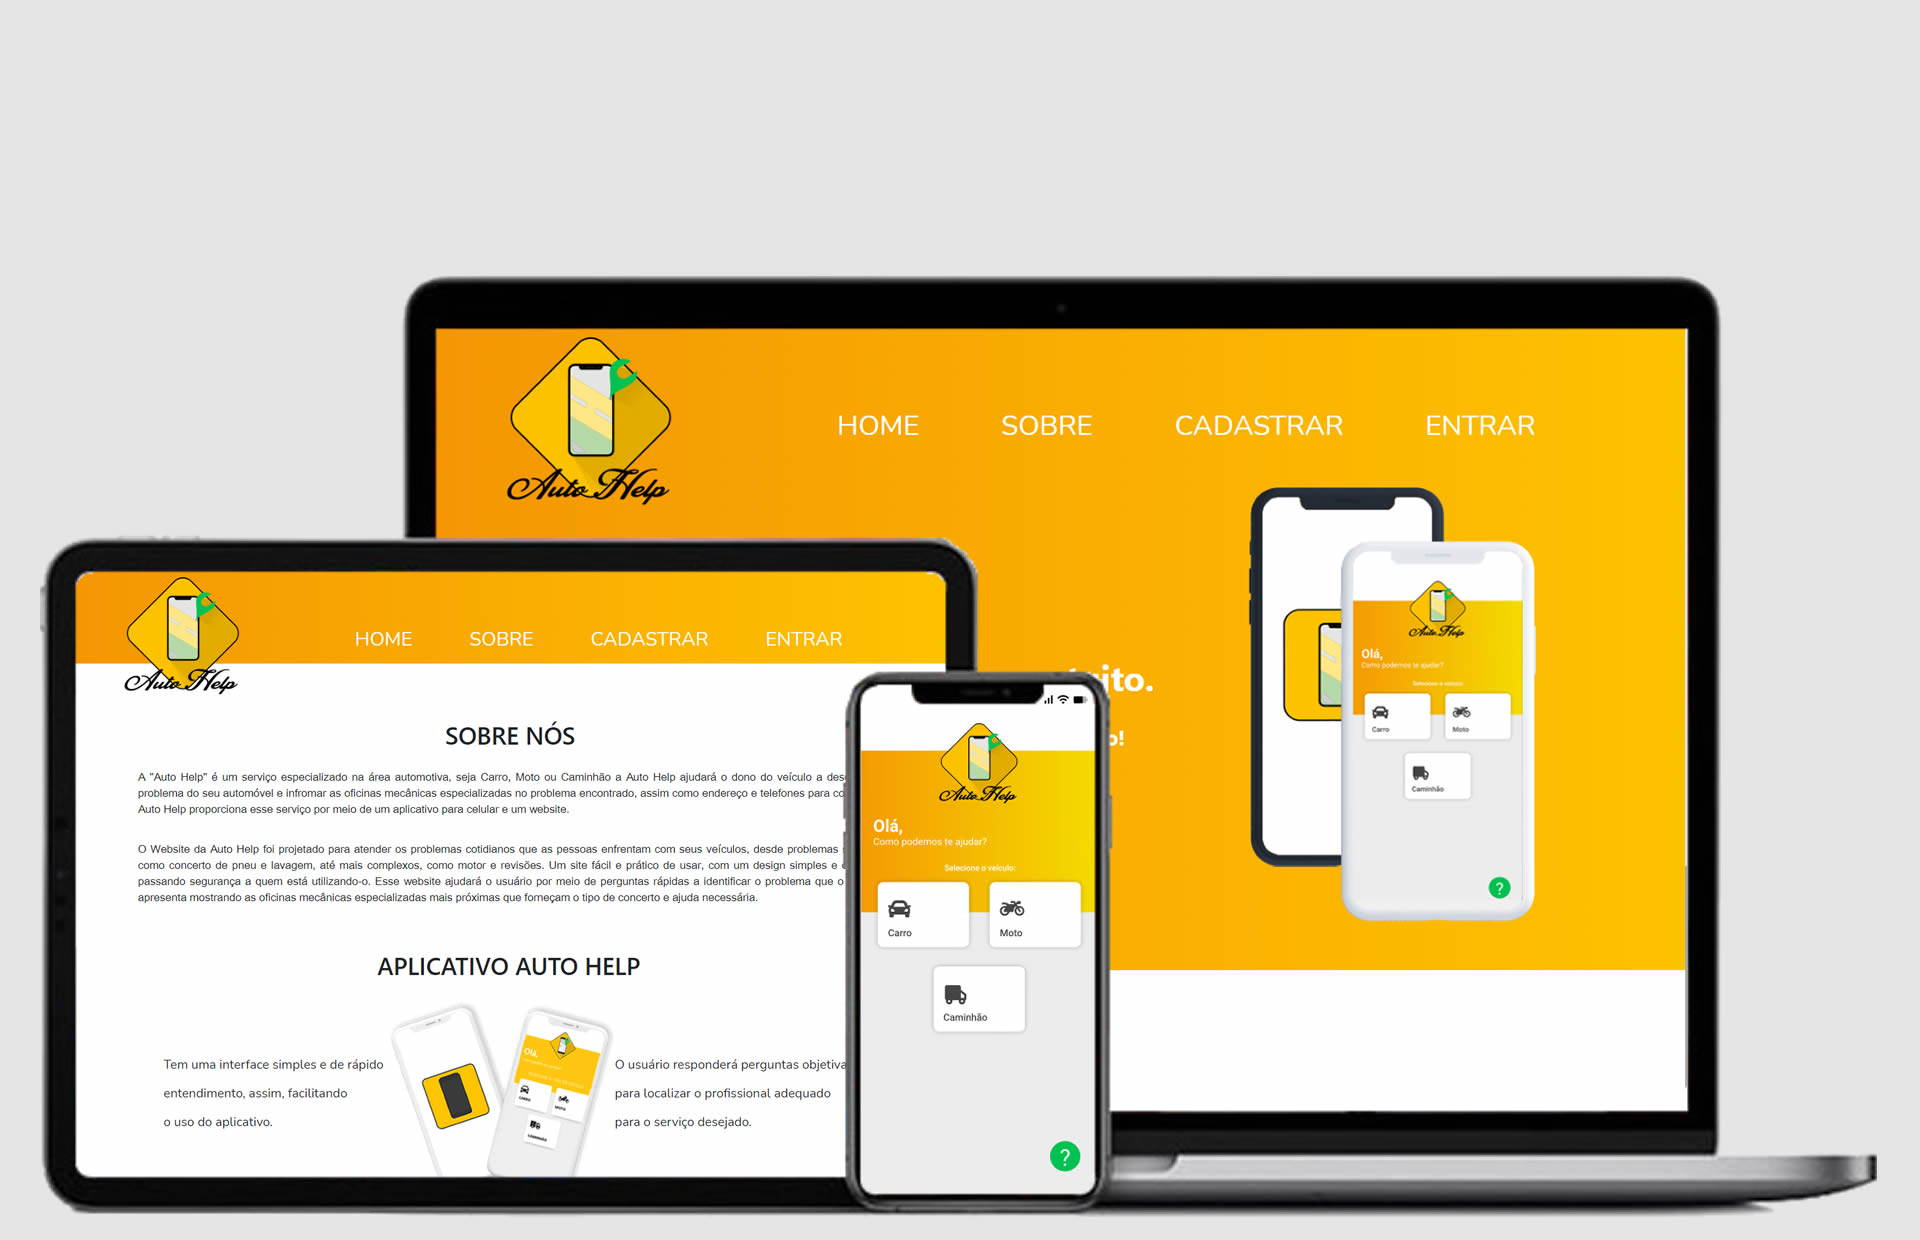 Auto Help
HOME SOBRE CADASTRAR ENTRAR
ito.
o!
Auto Help
Olá,
Como podemos te ajudar?
Selecione o veículo:
Carro Moto
Caminhão
?
Auto Help
HOME SOBRE CADASTRAR ENTRAR
SOBRE NÓS
A "Auto Help" é um serviço especializado na área automotiva, seja Carro, Moto ou Caminhão a Auto Help ajudará o dono do veículo a des
problema do seu automóvel e infromar as oficinas mecânicas especializadas no problema encontrado, assim como endereço e telefones para co
Auto Help proporciona esse serviço por meio de um aplicativo para celular e um website.
O Website da Auto Help foi projetado para atender os problemas cotidianos que as pessoas enfrentam com seus veículos, desde problemas
como concerto de pneu e lavagem, até mais complexos, como motor e revisões. Um site fácil e prático de usar, com um design simples e
passando segurança a quem está utilizando-o. Esse website ajudará o usuário por meio de perguntas rápidas a identificar o problema que o
apresenta mostrando as oficinas mecânicas especializadas mais próximas que forneçam o tipo de concerto e ajuda necessária.
APLICATIVO AUTO HELP
Tem uma interface simples e de rápido
entendimento, assim, facilitando
o uso do aplicativo.
Olá,
CARRO MOTO
CAMINHÃO
O usuário responderá perguntas objetiva
para localizar o profissional adequado
para o serviço desejado.
Auto Help
Olá,
Como podemos te ajudar?
Selecione o veículo:
Carro Moto
Caminhão
?